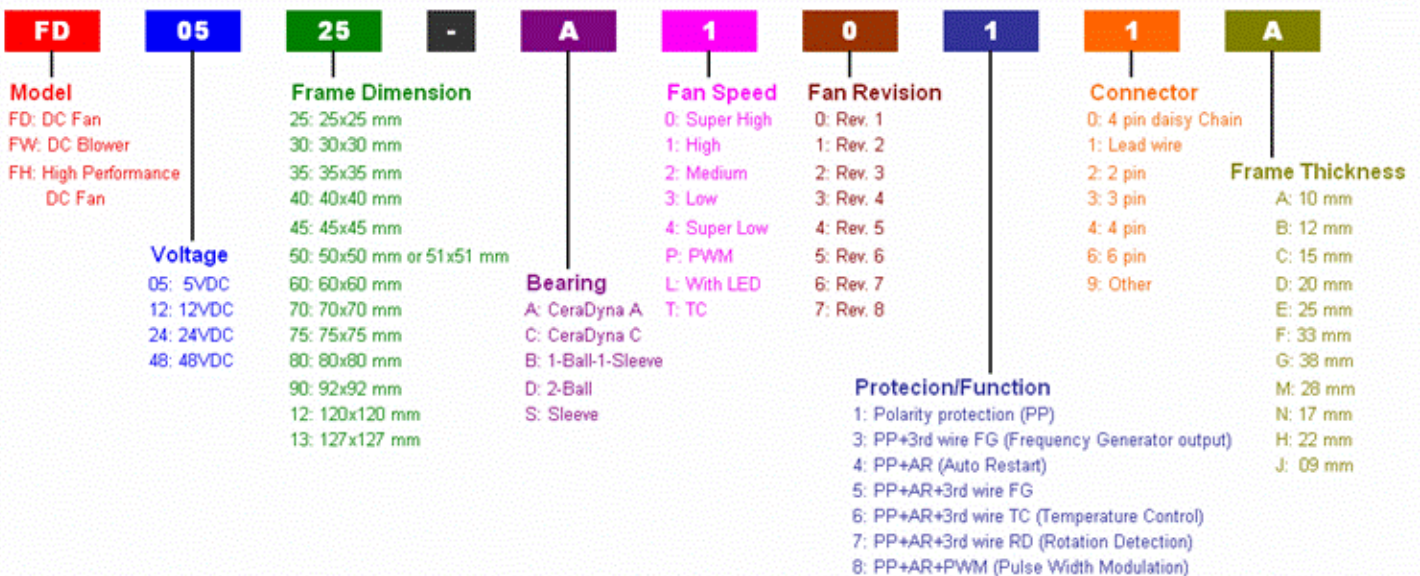 FD 05 25 - A 1 0 1 1 A
Model
FD: DC Fan
FW: DC Blower
FH: High Performance
DC Fan
Voltage
05: 5VDC
12: 12VDC
24: 24VDC
48: 48VDC
Frame Dimension
25: 25x25 mm
30: 30x30 mm
35: 35x35 mm
40: 40x40 mm
45: 45x45 mm
50: 50x50 mm or 51x51 mm
60: 60x60 mm
70: 70x70 mm
75: 75x75 mm
80: 80x80 mm
90: 92x92 mm
12: 120x120 mm
13: 127x127 mm
Bearing
A: CeraDyna A
C: CeraDyna C
B: 1-Ball-1-Sleeve
D: 2-Ball
S: Sleeve
Fan Speed
0: Super High
1: High
2: Medium
3: Low
4: Super Low
P: PWM
L: With LED
T: TC
Fan Revision
0: Rev. 1
1: Rev. 2
2: Rev. 3
3: Rev. 4
4: Rev. 5
5: Rev. 6
6: Rev. 7
7: Rev. 8
Protecion/Function
1: Polarity protection (PP)
3: PP+3rd wire FG (Frequency Generator output)
4: PP+AR (Auto Restart)
5: PP+AR+3rd wire FG
6: PP+AR+3rd wire TC (Temperature Control)
7: PP+AR+3rd wire RD (Rotation Detection)
8: PP+AR+PWM (Pulse Width Modulation)
Connector
0: 4 pin daisy Chain
1: Lead wire
2: 2 pin
3: 3 pin
4: 4 pin
6: 6 pin
9: Other
Frame Thickness
A: 10 mm
B: 12 mm
C: 15 mm
D: 20 mm
E: 25 mm
F: 33 mm
G: 38 mm
M: 28 mm
N: 17 mm
H: 22 mm
J: 09 mm